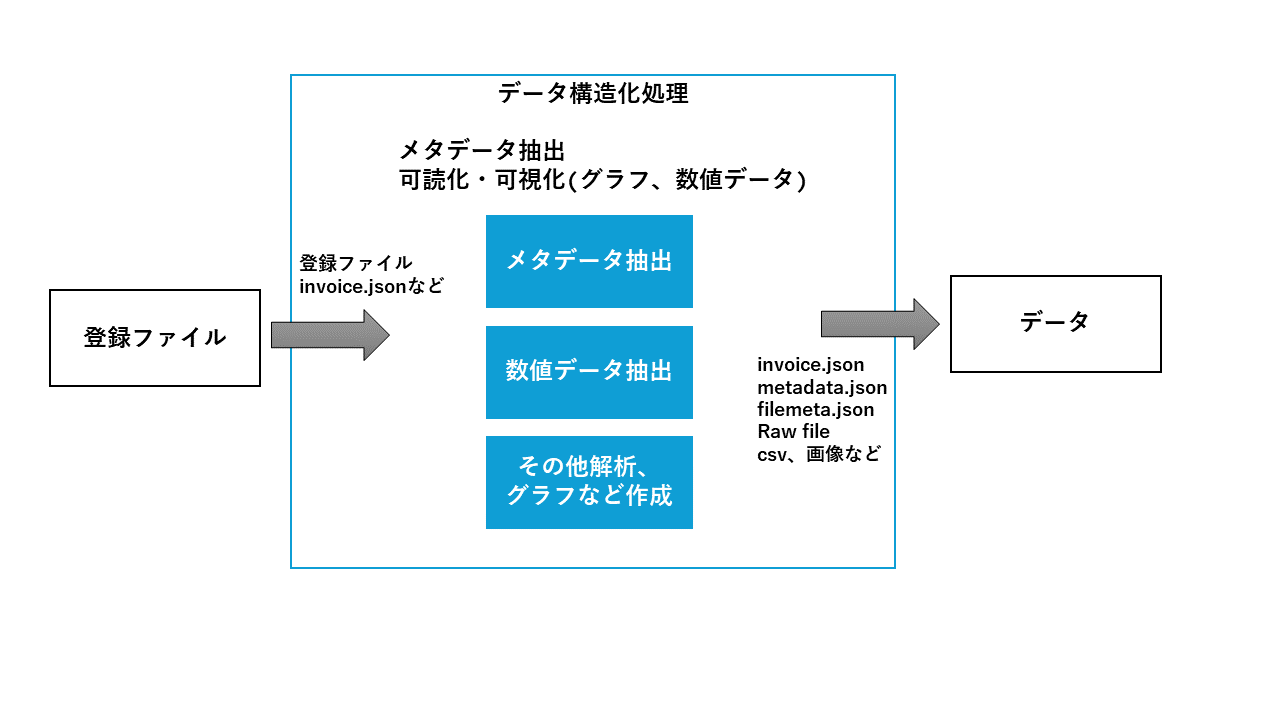 データ構造化処理
メタデータ抽出
可読化・可視化(グラフ、数値データ)
登録ファイル
登録ファイル
invoice.jsonなど
メタデータ抽出
数値データ抽出
その他解析、
グラフなど作成
データ
invoice.json
metadata.json
filemeta.json
Raw file
csv、画像など